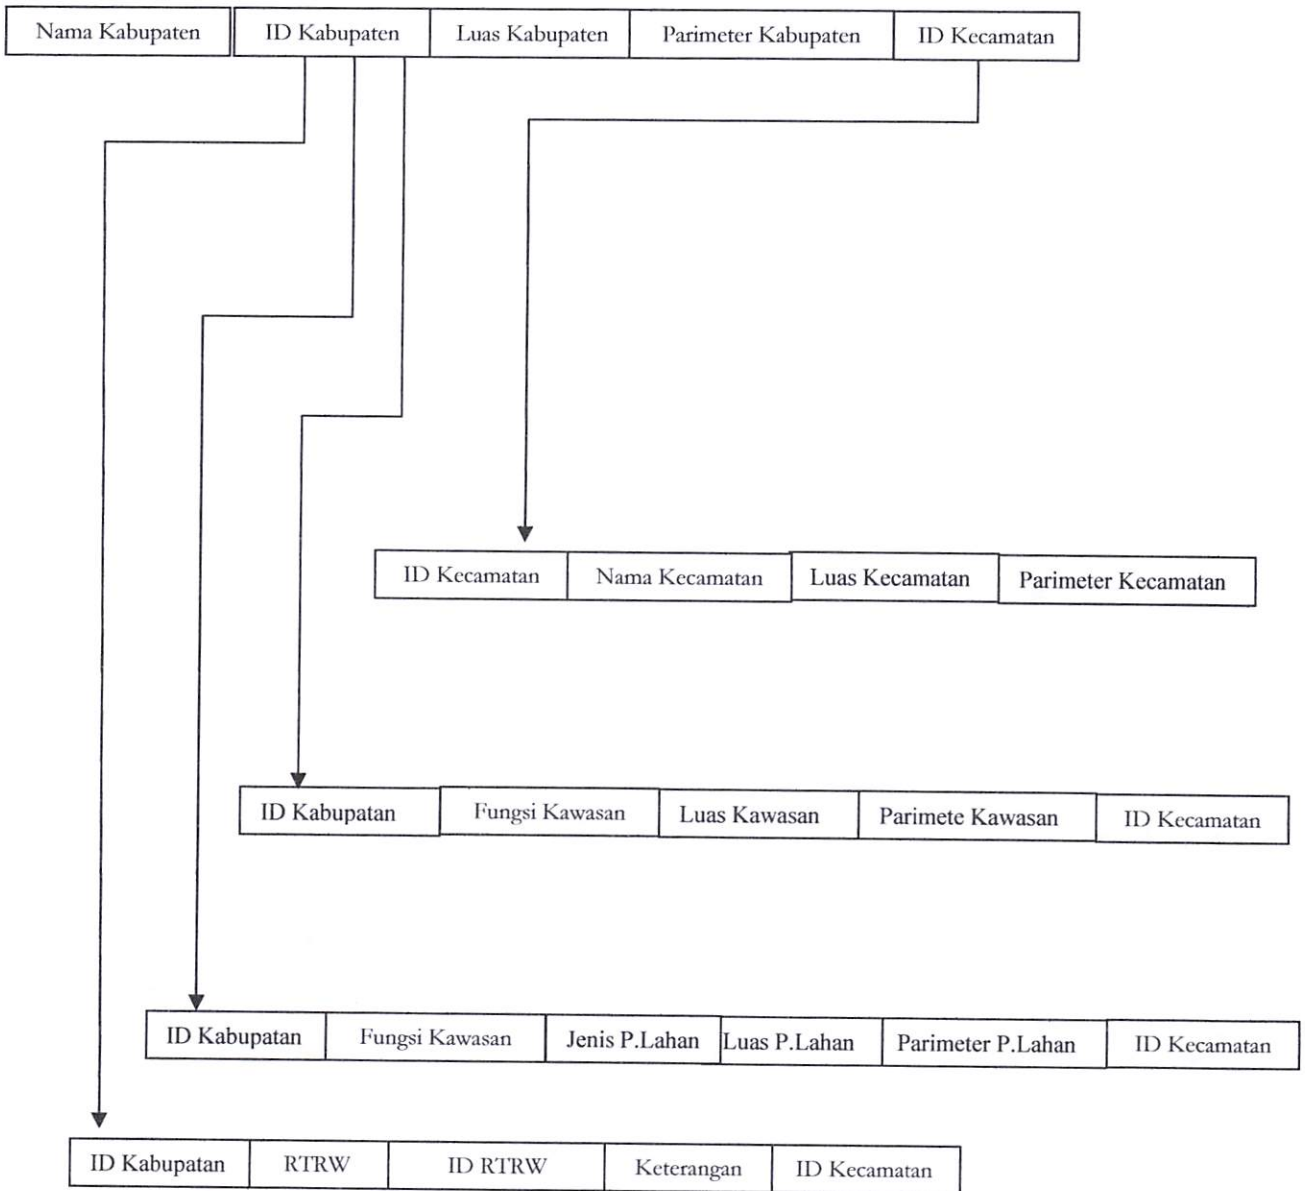 Nama Kabupaten ID Kabupaten Luas Kabupaten Parimeter Kabupaten ID Kecamatan
ID Kecamatan Nama Kecamatan Luas Kecamatan Parimeter Kecamatan
ID Kabupatan Fungsi Kawasan Luas Kawasan Parimete Kawasan ID Kecamatan
ID Kabupatan Fungsi Kawasan Jenis P.Lahan Luas P.Lahan Parimeter P.Lahan ID Kecamatan
ID Kabupatan RTRW ID RTRW Keterangan ID Kecamatan